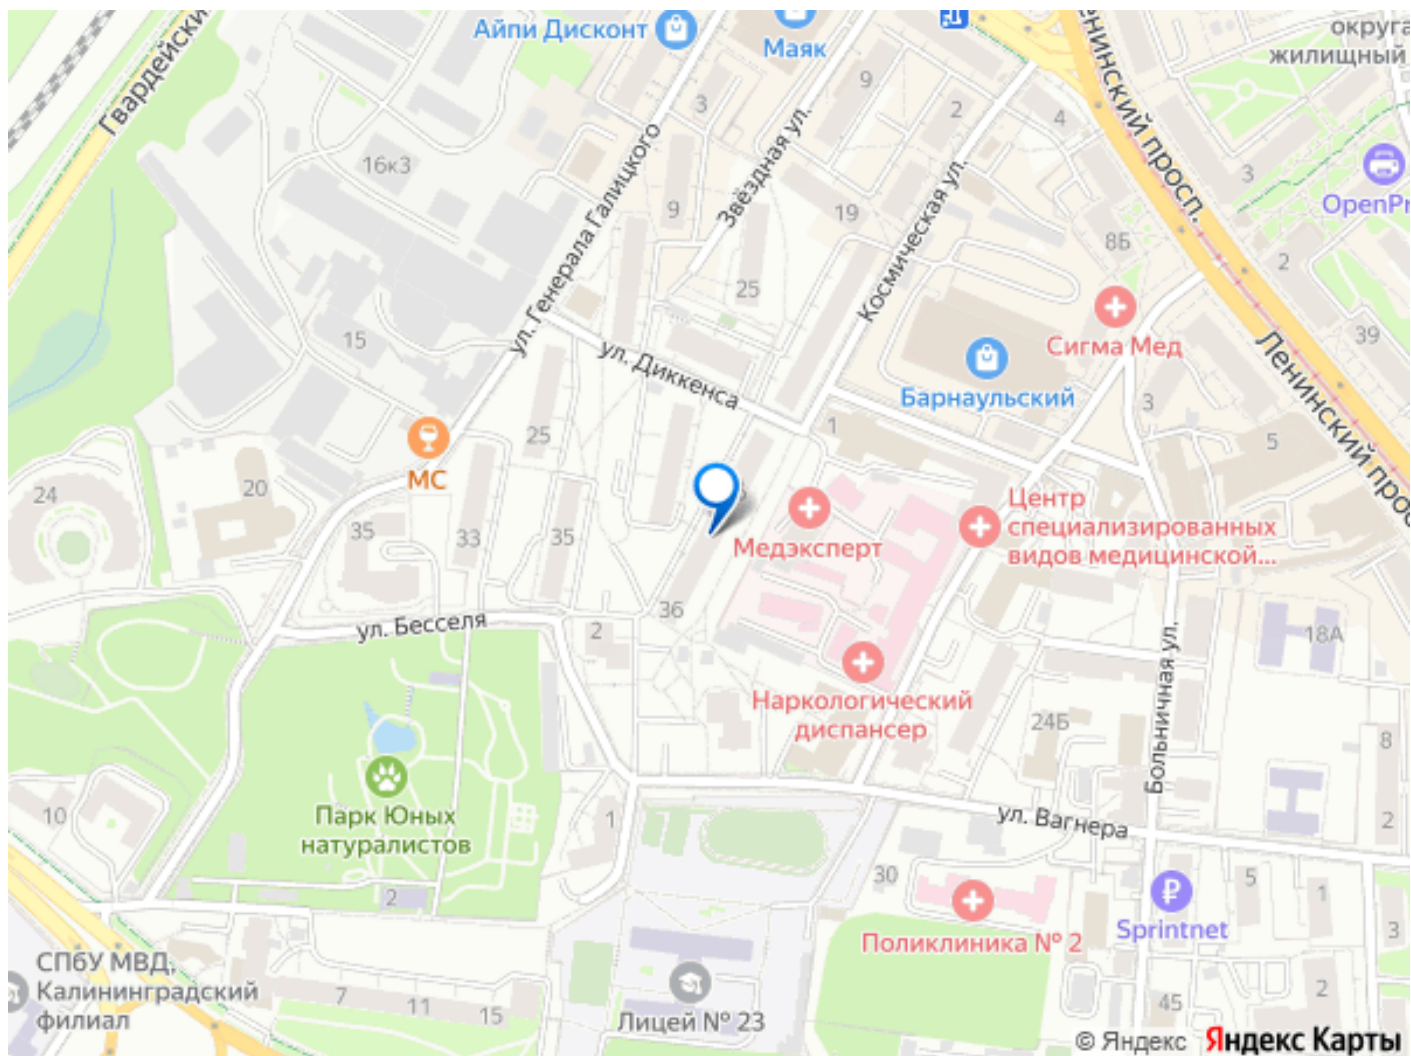 Айпи Дисконт
Маяк
округа
жилищный
Гвардейски
Ленинский просп.
9
3
2
4
16к3
ул. Генерала Галицкого
Звёздная ул.
Космическая ул.
3
OpenPr
9
19
8Б
2
25
Сигма Мед
39
15
ул. Диккенса
Барнаульский
Ленинский прос
3
25
1
5
МС
24
20
Центр
специализированных
видов медицинской...
Медэксперт
35
33
35
36
ул. Бесселя
2
18А
Больничная ул.
Наркологический
диспансер
24Б
8
10
Парк Юных
натуралистов
1
ул. Вагнера
2
30
5
1
2
Sprintnet
3
Поликлиника № 2
СПбУ МВД,
Калининградский
филиал
7
11
15
Лицей № 23
45
2
© Яндекс Яндекс Карты